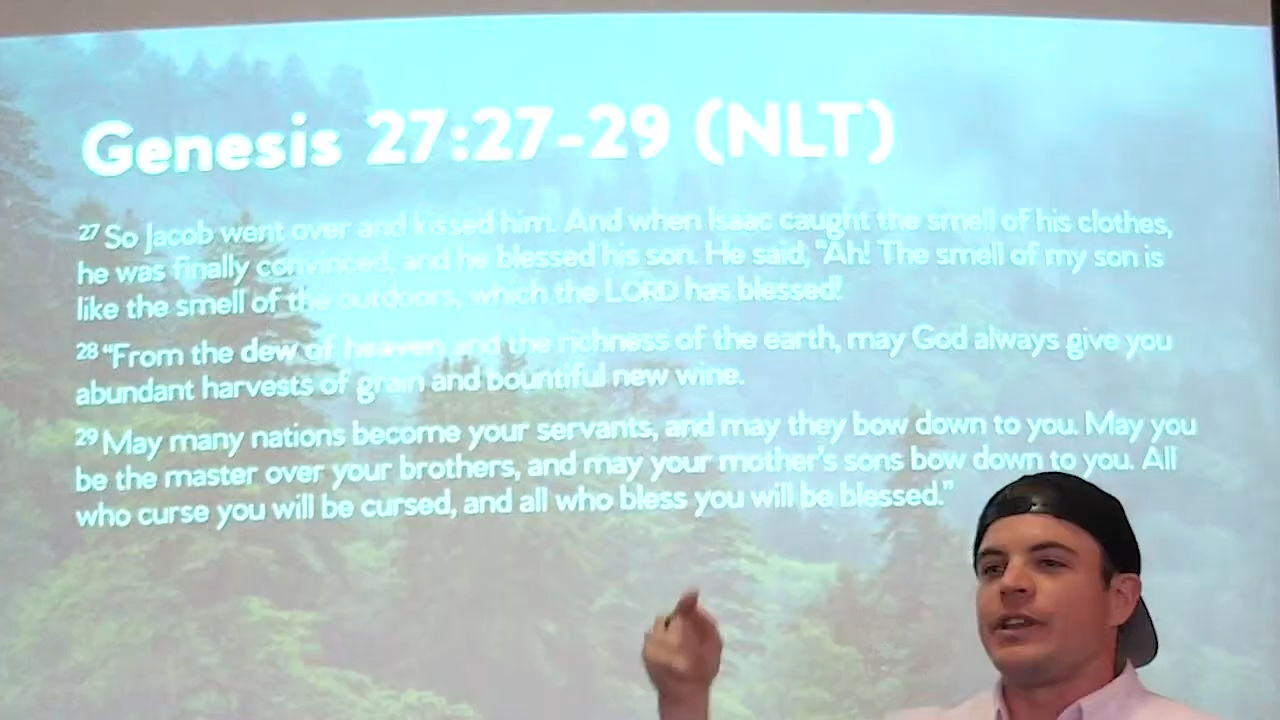 Genesis 27:27-29 (NLT)
27 So Jacob went over and kissed him. And when Isaac caught the smell of his clothes,
he was finally convinced, and he blessed his son. He said, "Ah! The smell of my son is
like the smell of the outdoors, which the LORD has blessed!
28 "From the dew of heaven and the richness of the earth, may God always give you
abundant harvests of grain and bountiful new wine.
29 May many nations become your servants, and may they bow down to you. May you
be the master over your brothers, and may your mother's sons bow down to you. All
who curse you will be cursed, and all who bless you will be blessed."